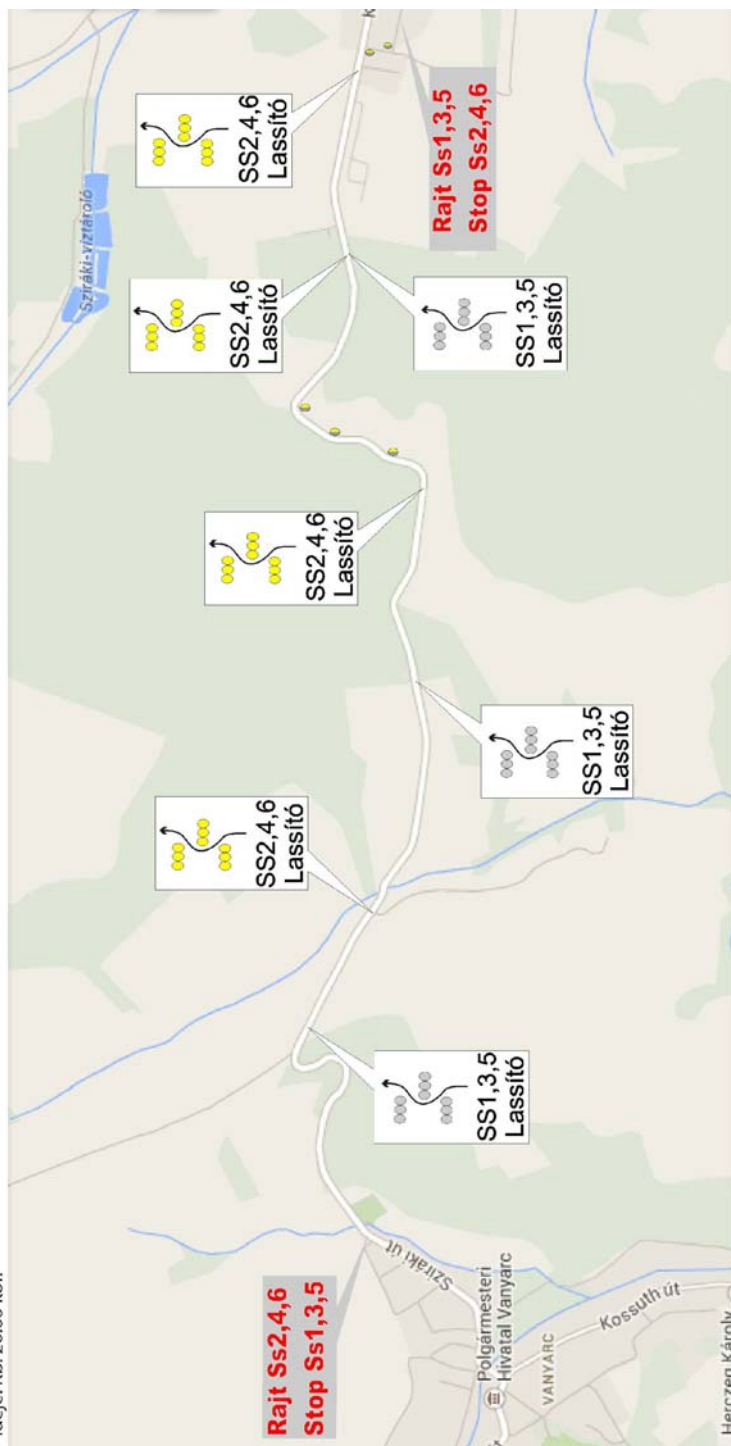 Rajt Ss2,4,6
Stop Ss1,3,5
Sziráki út
Polgármesteri
Hivatal Vanyarc
VANYARC
Kossuth út
Herczeg Károly
SS1,3,5
Lassító
SS2,4,6
Lassító
SS1,3,5
Lassító
SS2,4,6
Lassító
SS2,4,6
Lassító
SS1,3,5
Lassító
Sziráki-víztároló
SS2,4,6
Lassító
Rajt Ss1,3,5
Stop Ss2,4,6